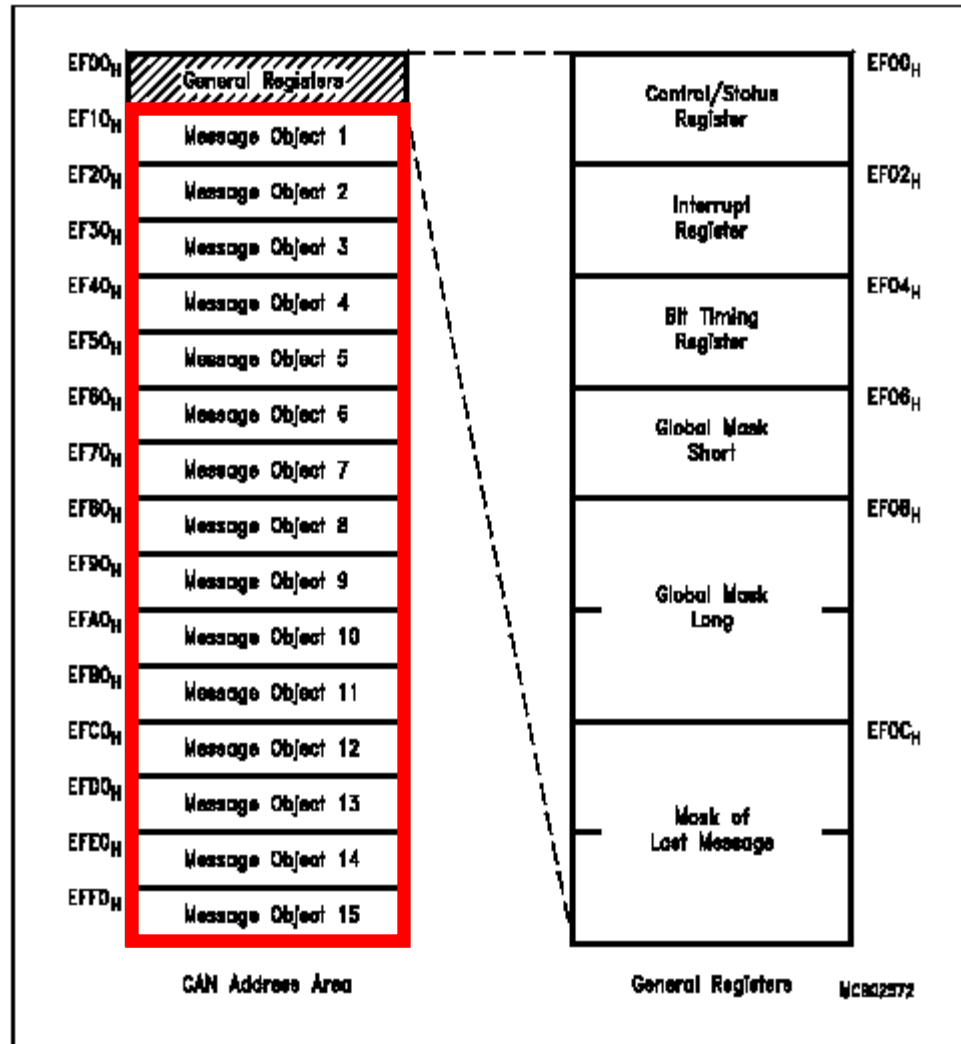 EF00H
General Registers
EF10H
Message Object 1
EF20H
Message Object 2
EF30H
Message Object 3
EF40H
Message Object 4
EF50H
Message Object 5
EF60H
Message Object 6
EF70H
Message Object 7
EF80H
Message Object 8
EF90H
Message Object 9
EFA0H
Message Object 10
EFB0H
Message Object 11
EFC0H
Message Object 12
EFD0H
Message Object 13
EFE0H
Message Object 14
EFF0H
Message Object 15
CAN Address Area
EF00H
Control/Status
Register
EF02H
Interrupt
Register
EF04H
Bit Timing
Register
EF06H
Global Mask
Short
EF08H
Global Mask
Long
EF0CH
Mask of
Last Message
General Registers
MCB02572